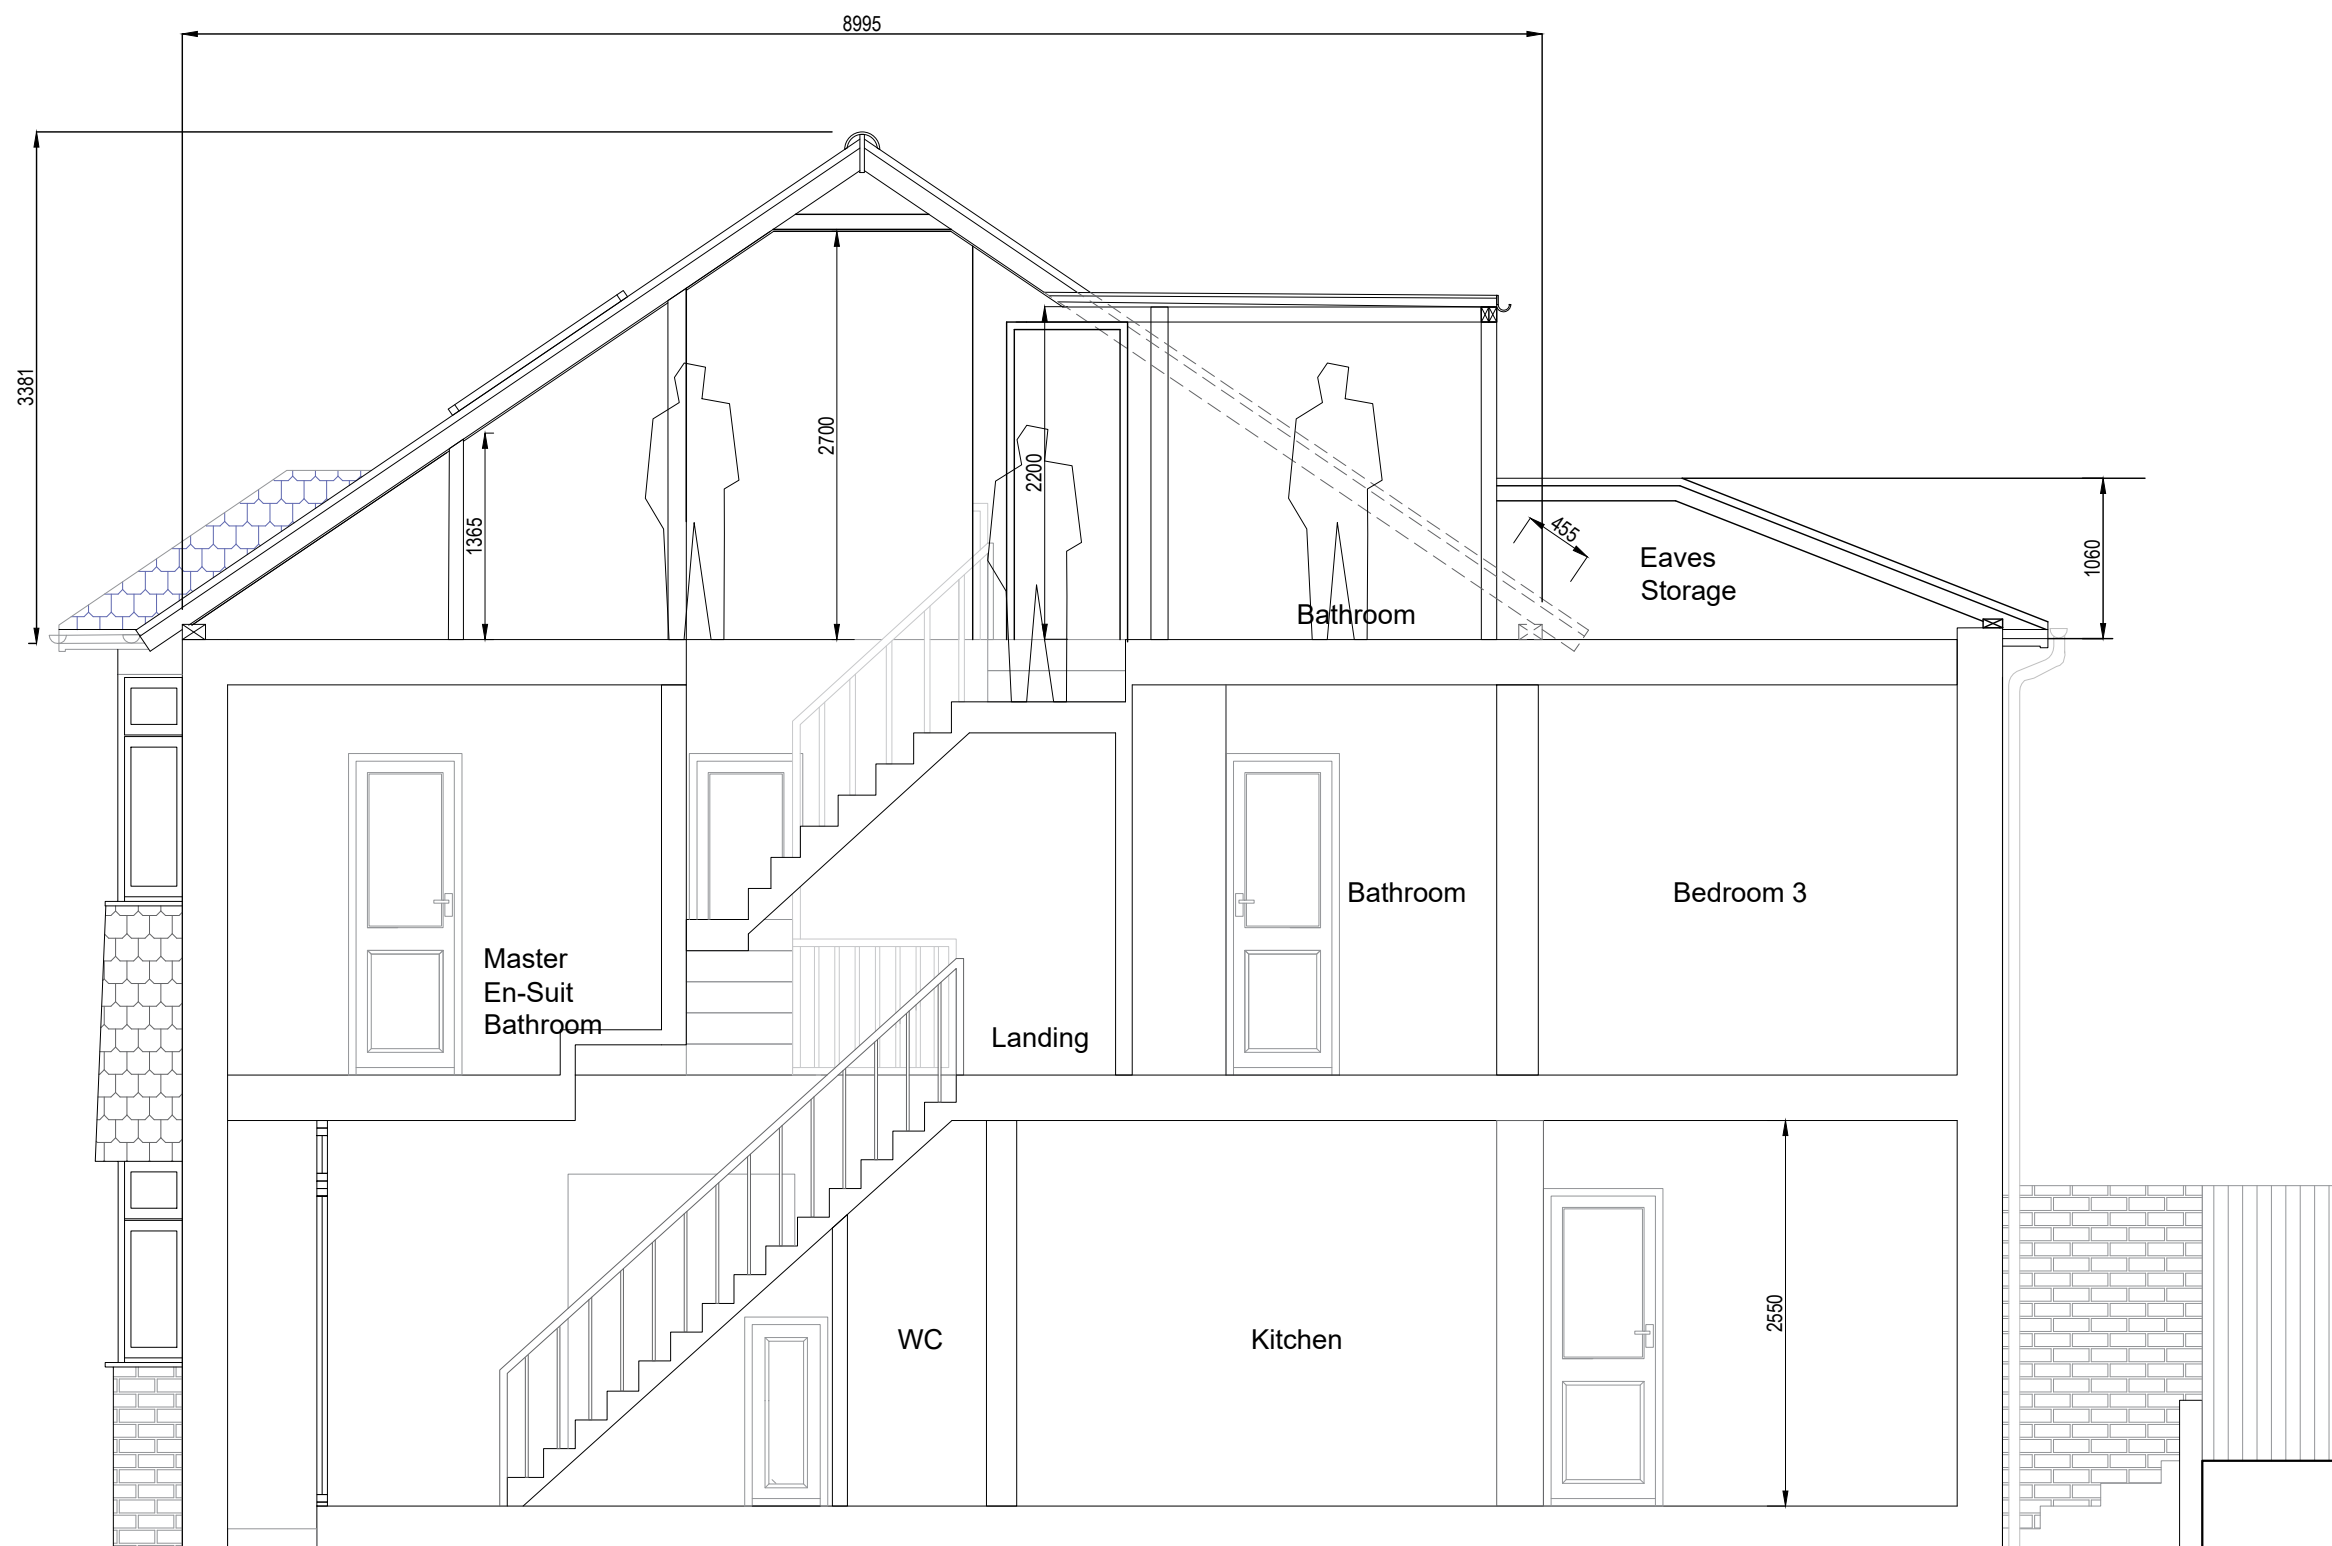 8995
3381
2700
2200
1365
455
1060
Eaves
Storage
Bathroom
Master
En-Suit
Bathroom
Landing
Bathroom
Bedroom 3
WC
Kitchen
2550